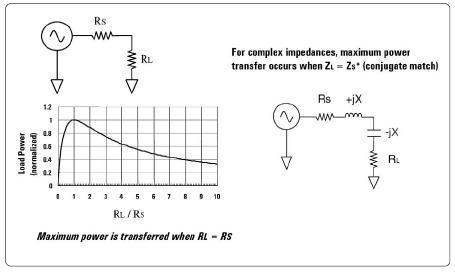 Rs
RL
For complex impedances, maximum power
transfer occurs when ZL = ZS* (conjugate match)
Rs +jX
-jX
RL
Load Power
(normalized)
1.2
1
0.8
0.6
0.4
0.2
0
0 1 2 3 4 5 6 7 8 9 10
RL / RS
Maximum power is transferred when RL = RS